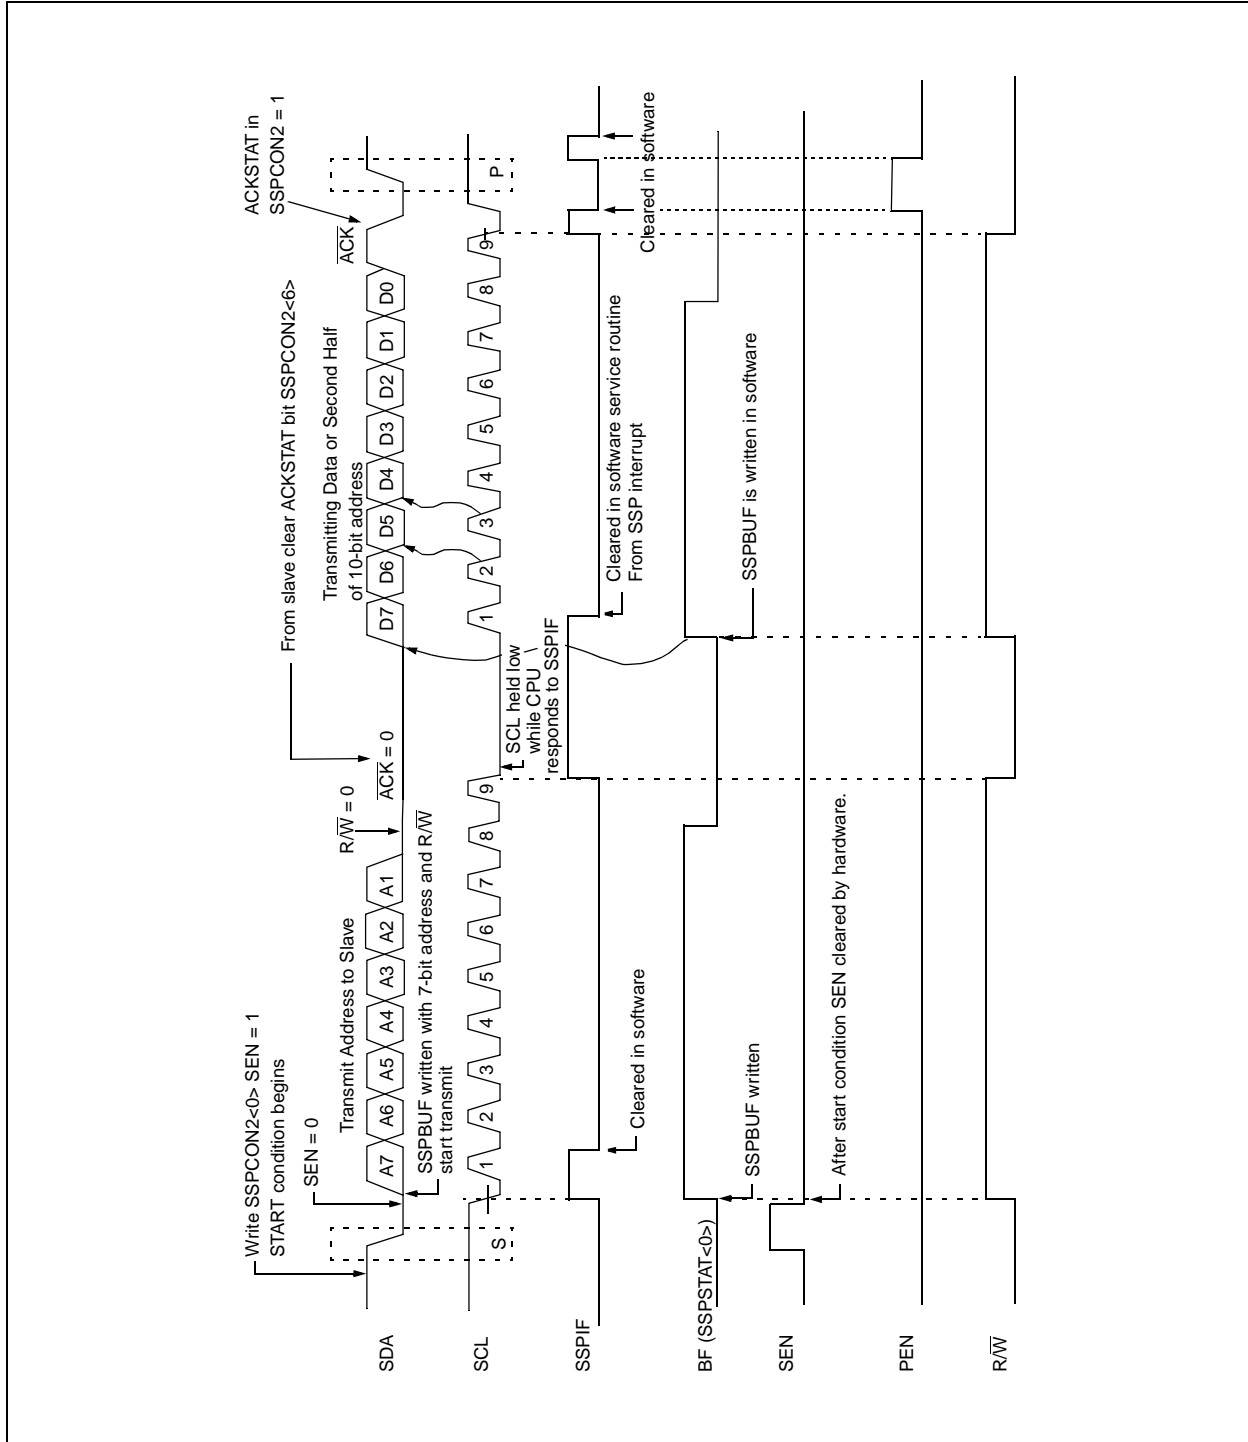 Write SSPCON2<0> SEN = 1
START condition begins
SEN = 0
Transmit Address to Slave
R/W̅ = 0
From slave clear ACKSTAT bit SSPCON2<6>
Transmitting Data or Second Half
of 10-bit address
ACKSTAT in
SSPCON2 = 1
A̅C̅K̅
SDA
A7 A6 A5 A4 A3 A2 A1
A̅C̅K̅ = 0
D7 D6 D5 D4 D3 D2 D1 D0
SSPBUF written with 7-bit address and R/W̅
start transmit
SCL
S
1 2 3 4 5 6 7 8 9
1 2 3 4 5 6 7 8 9
P
SCL held low
while CPU
responds to SSPIF
SSPIF
Cleared in software
Cleared in software service routine
From SSP interrupt
Cleared in software
BF (SSPSTAT<0>)
SSPBUF written
SSPBUF is written in software
SEN
After start condition SEN cleared by hardware.
PEN
R/W̅